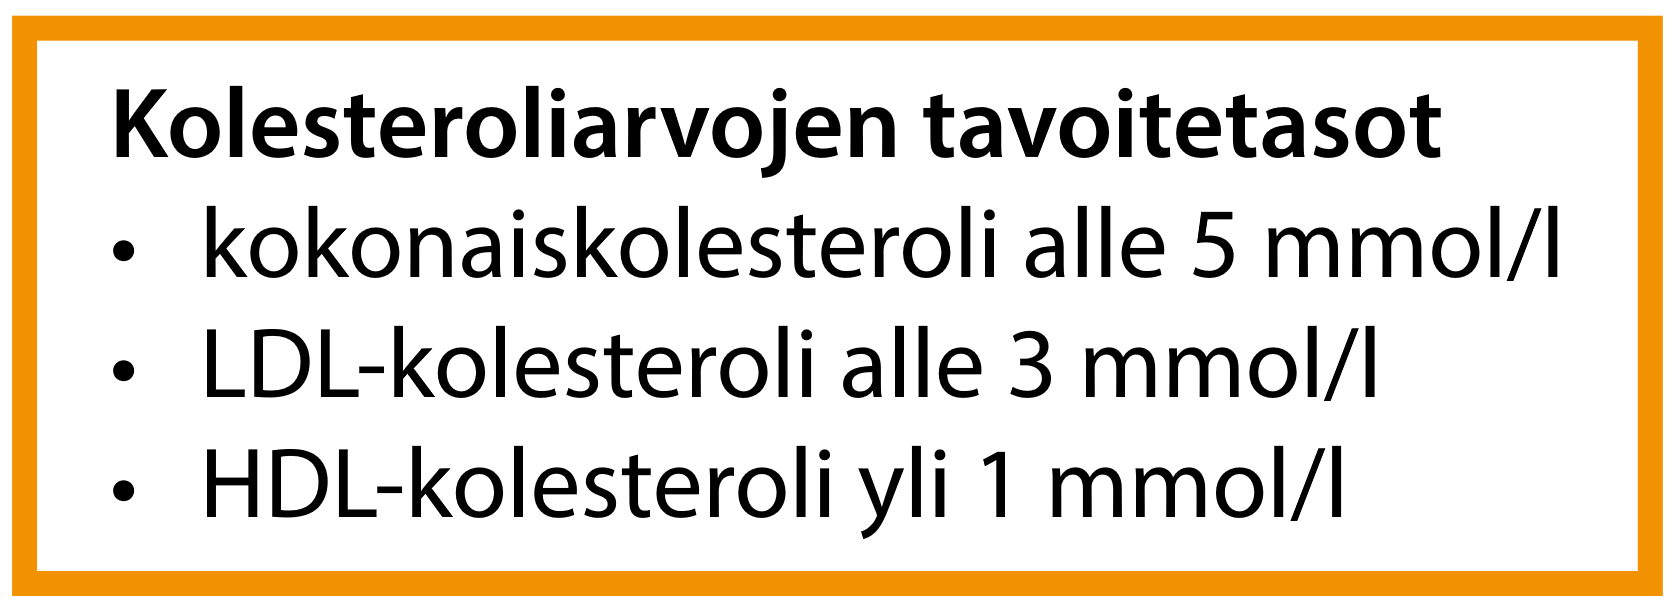 Kolesteroliarvojen tavoitetasot
• kokonaiskolesteroli alle 5 mmol/l
• LDL-kolesteroli alle 3 mmol/l
• HDL-kolesteroli yli 1 mmol/l